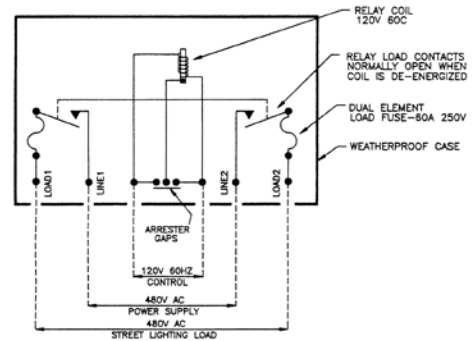 RELAY COIL
120V 60C
RELAY LOAD CONTACTS
NORMALLY OPEN WHEN
COIL IS DE-ENERGIZED
DUAL ELEMENT
LOAD FUSE-60A 250V
WEATHERPROOF CASE
LOAD1
LINE1
LINE2
LOAD2
ARRESTER
GAPS
120V 60HZ
CONTROL
480V AC
POWER SUPPLY
480V AC
STREET LIGHTING LOAD